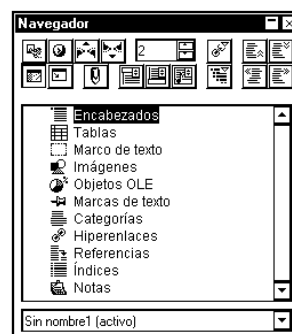 Navegador
2
Encabezados
Tablas
Marco de texto
Imágenes
Objetos OLE
Marcas de texto
Categorías
Hiperenlaces
Referencias
Índices
Notas
Sin nombre1 (activo)